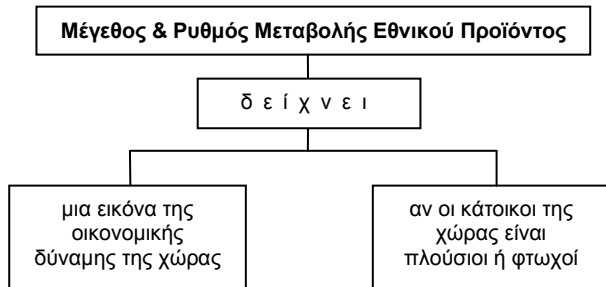 Μέγεθος & Ρυθμός Μεταβολής Εθνικού Προϊόντος
δ ε ί χ ν ε ι
μια εικόνα της
οικονομικής
δύναμης της χώρας
αν οι κάτοικοι της
χώρας είναι
πλούσιοι ή φτωχοί